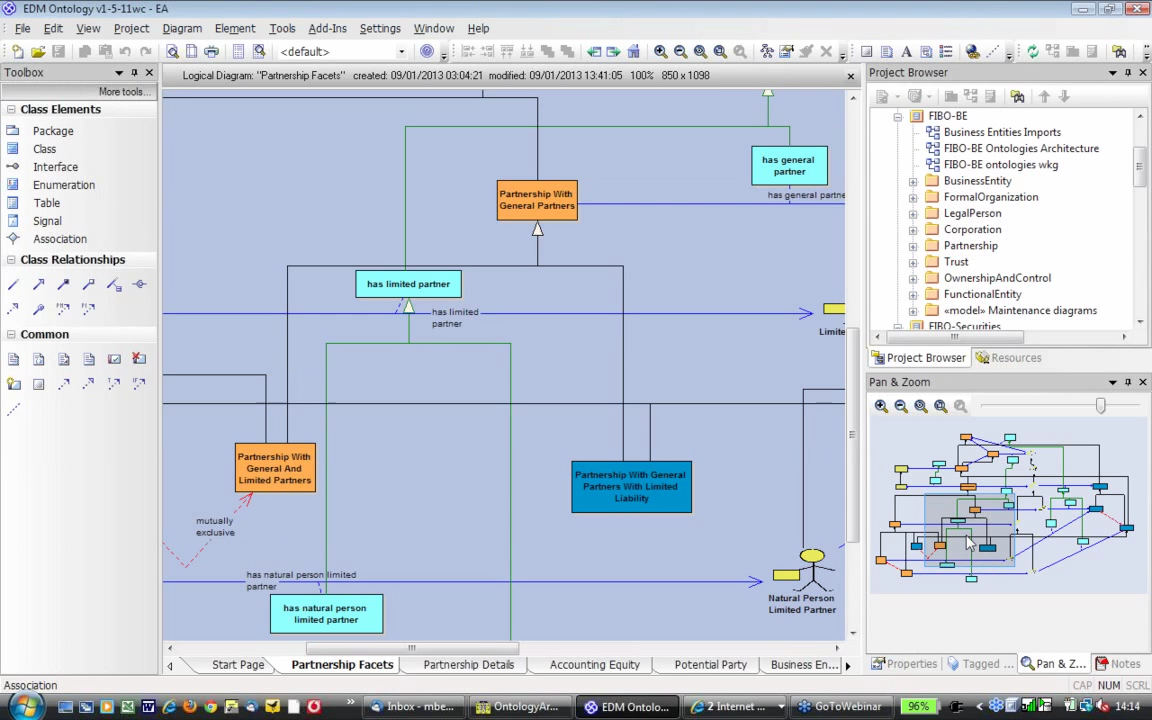 EDM Ontology v1-5-11wc - EA
File Edit View Project Diagram Element Tools Add-Ins Settings Window Help
<default>
Toolbox
More tools...
Class Elements
Package
Class
Interface
Enumeration
Table
Signal
Association
Class Relationships
Common
Logical Diagram: "Partnership Facets" created: 09/01/2013 03:04:21 modified: 09/01/2013 13:41:05 100% 850 x 1098
has general
partner
has general partne
Partnership With
General Partners
has limited partner
has limited
partner
Limite
Partnership With
General And
Limited Partners
Partnership With General
Partners With Limited
Liability
mutually
exclusive
has natural person limited
partner
has natural person
limited partner
Natural Person
Limited Partner
Start Page Partnership Facets Partnership Details Accounting Equity Potential Party Business En...
Project Browser
FIBO-BE
Business Entities Imports
FIBO-BE Ontologies Architecture
FIBO-BE ontologies wkg
BusinessEntity
FormalOrganization
LegalPerson
Corporation
Partnership
Trust
OwnershipAndControl
FunctionalEntity
«model» Maintenance diagrams
FIBO-Securities
Project Browser Resources
Pan & Zoom
Properties Tagged ... Pan & Z... Notes
Association
CAP NUM SCRL
Inbox - mbe... OntologyAr... EDM Ontolo... 2 Internet ... GoToWebinar 96% 14:14